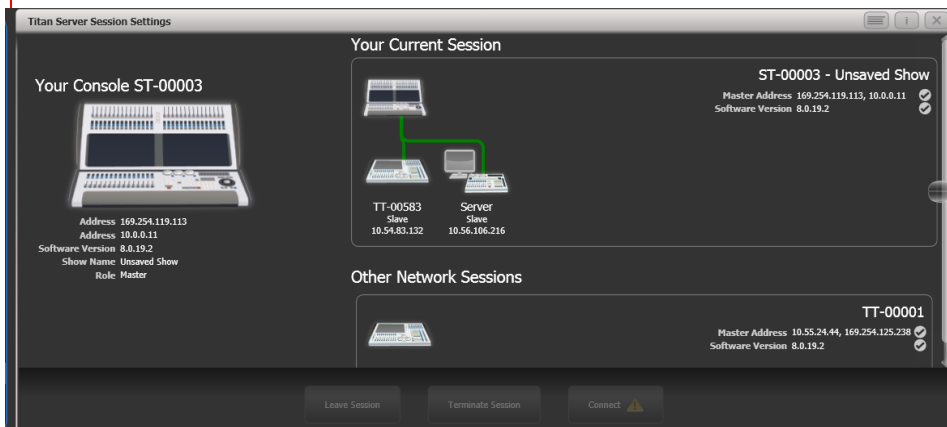 Titan Server Session Settings
Your Console ST-00003
Address 169.254.119.113
Address 10.0.0.11
Software Version 8.0.19.2
Show Name Unsaved Show
Role Master
Your Current Session
ST-00003 - Unsaved Show
Master Address 169.254.119.113, 10.0.0.11
Software Version 8.0.19.2
TT-00583
Slave
10.54.83.132
Server
Slave
10.56.106.216
Other Network Sessions
TT-00001
Master Address 10.55.24.44, 169.254.125.238
Software Version 8.0.19.2
Leave Session
Terminate Session
Connect